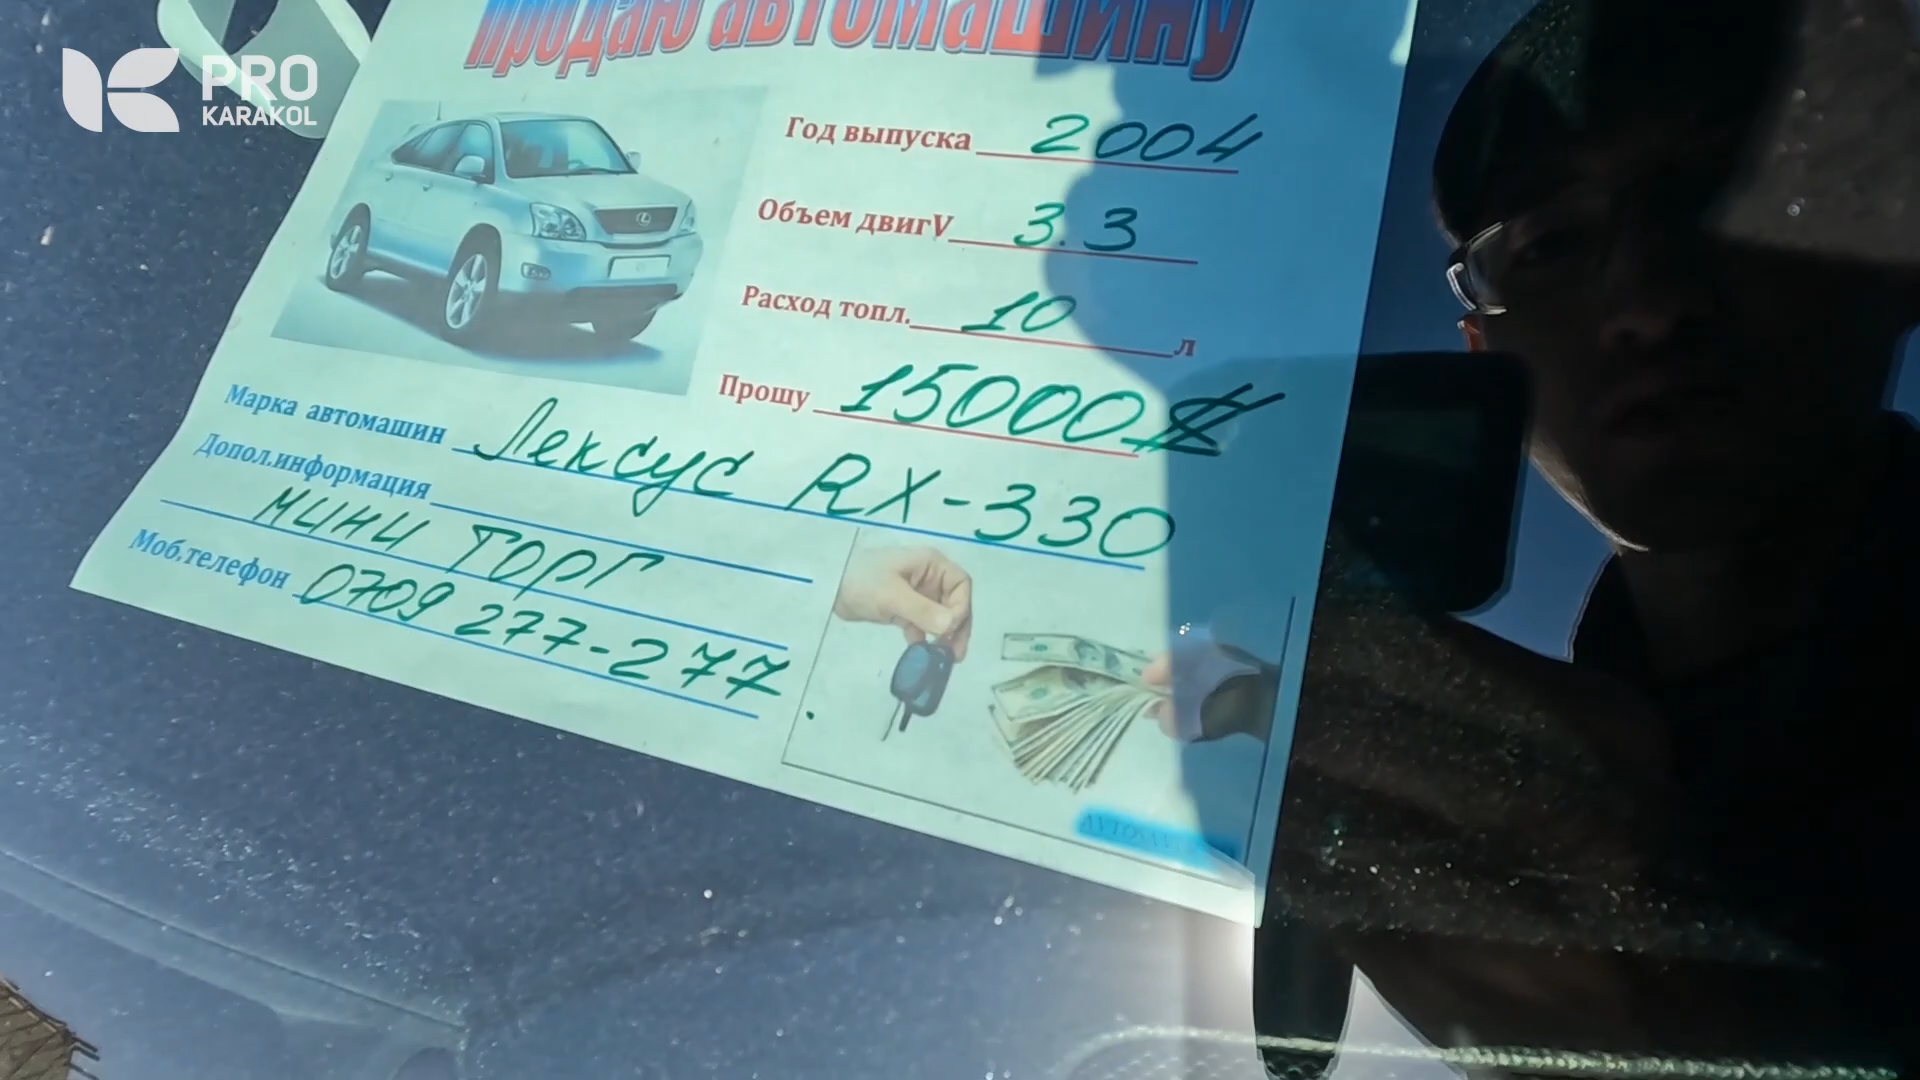 PRO
KARAKOL
Продаю автомашину
Год выпуска 2004
Объем двигV 3.3
Расход топл. 10 л
Прошу 15000$
Марка автомашин Лексус RX-330
Допол.информация
мини торг
Моб.телефон 0709 277-277